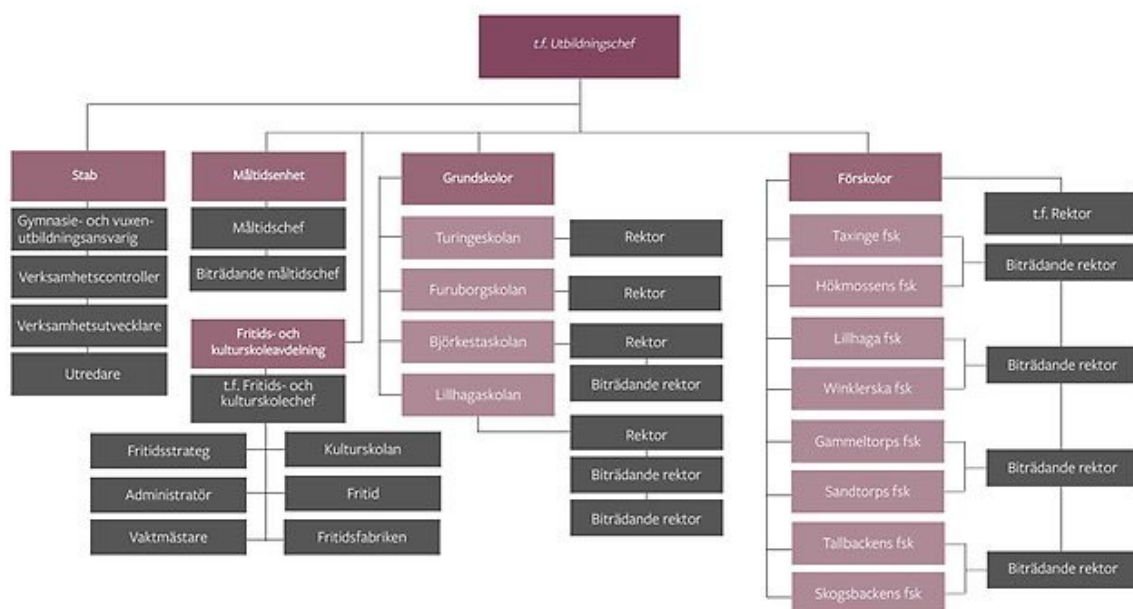 t.f. Utbildningschef
Stab
Gymnasie- och vuxen-
utbildningsansvarig
Verksamhetscontroller
Verksamhetsutvecklare
Utredare
Måltidsenhet
Måltidschef
Biträdande måltidschef
Fritids- och
kulturskoleavdelning
t.f. Fritids- och
kulturskolechef
Fritidsstrateg
Kulturskolan
Administratör
Fritid
Vaktmästare
Fritidsfabriken
Grundskolor
Turingeskolan
Rektor
Furuborgskolan
Rektor
Björkestaskolan
Rektor
Biträdande rektor
Lillhagaskolan
Rektor
Biträdande rektor
Biträdande rektor
Förskolor
t.f. Rektor
Taxinge fsk
Hökmossens fsk
Biträdande rektor
Lillhaga fsk
Winklerska fsk
Biträdande rektor
Gammeltorps fsk
Sandtorps fsk
Biträdande rektor
Tallbackens fsk
Skogsbackens fsk
Biträdande rektor